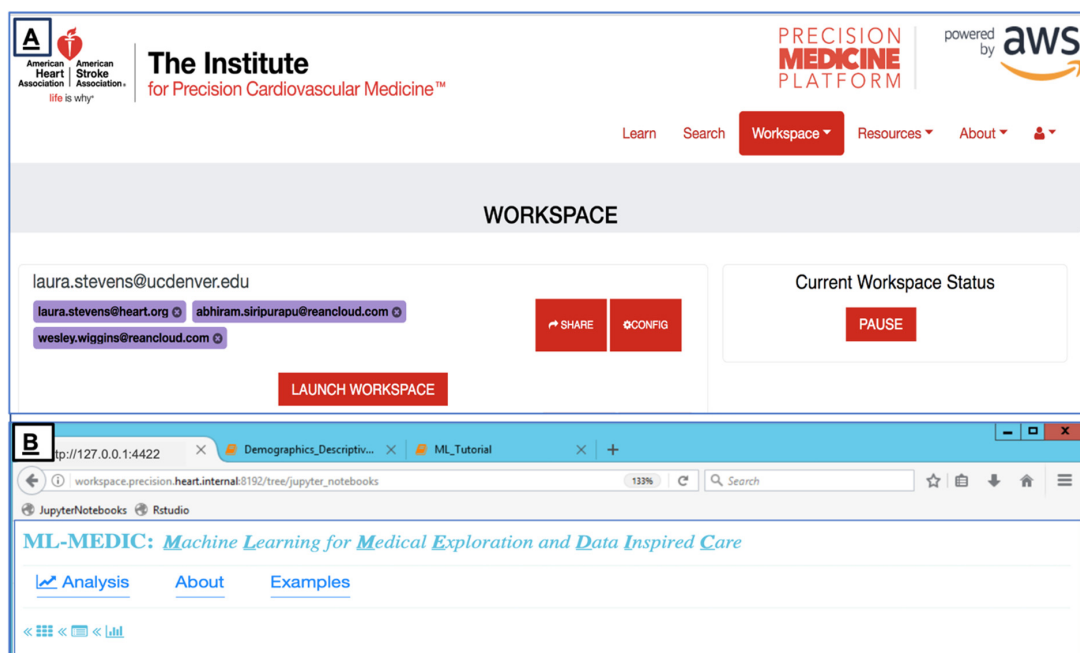 A
American Heart Association
American Stroke Association®
life is why®
The Institute
for Precision Cardiovascular Medicine™
PRECISION
MEDICINE
PLATFORM
powered by aws
Learn Search Workspace Resources About
WORKSPACE
laura.stevens@ucdenver.edu
laura.stevens@heart.org abhiram.siripurapu@reancloud.com
wesley.wiggins@reancloud.com
SHARE CONFIG
LAUNCH WORKSPACE
Current Workspace Status
PAUSE
B
tp://127.0.0.1:4422 Demographics_Descriptiv... ML_Tutorial
workspace.precision.heart.internal:8192/tree/jupyter_notebooks 133% Search
JupyterNotebooks Rstudio
ML-MEDIC: Machine Learning for Medical Exploration and Data Inspired Care
Analysis About Examples